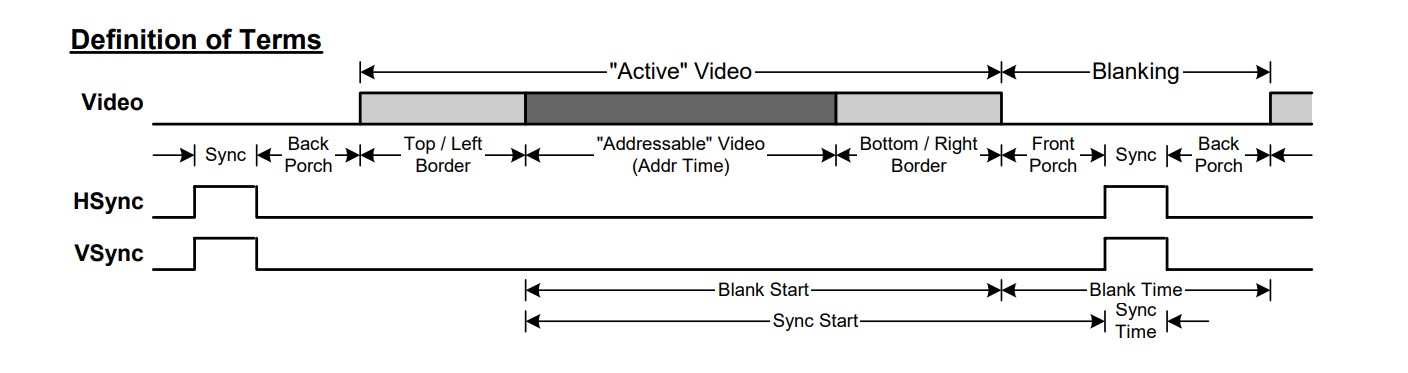 Definition of Terms
"Active" Video
Blanking
Video
Sync
Back
Porch
Top / Left
Border
"Addressable" Video
(Addr Time)
Bottom / Right
Border
Front
Porch
Sync
Back
Porch
HSync
VSync
Blank Start
Blank Time
Sync Start
Sync
Time